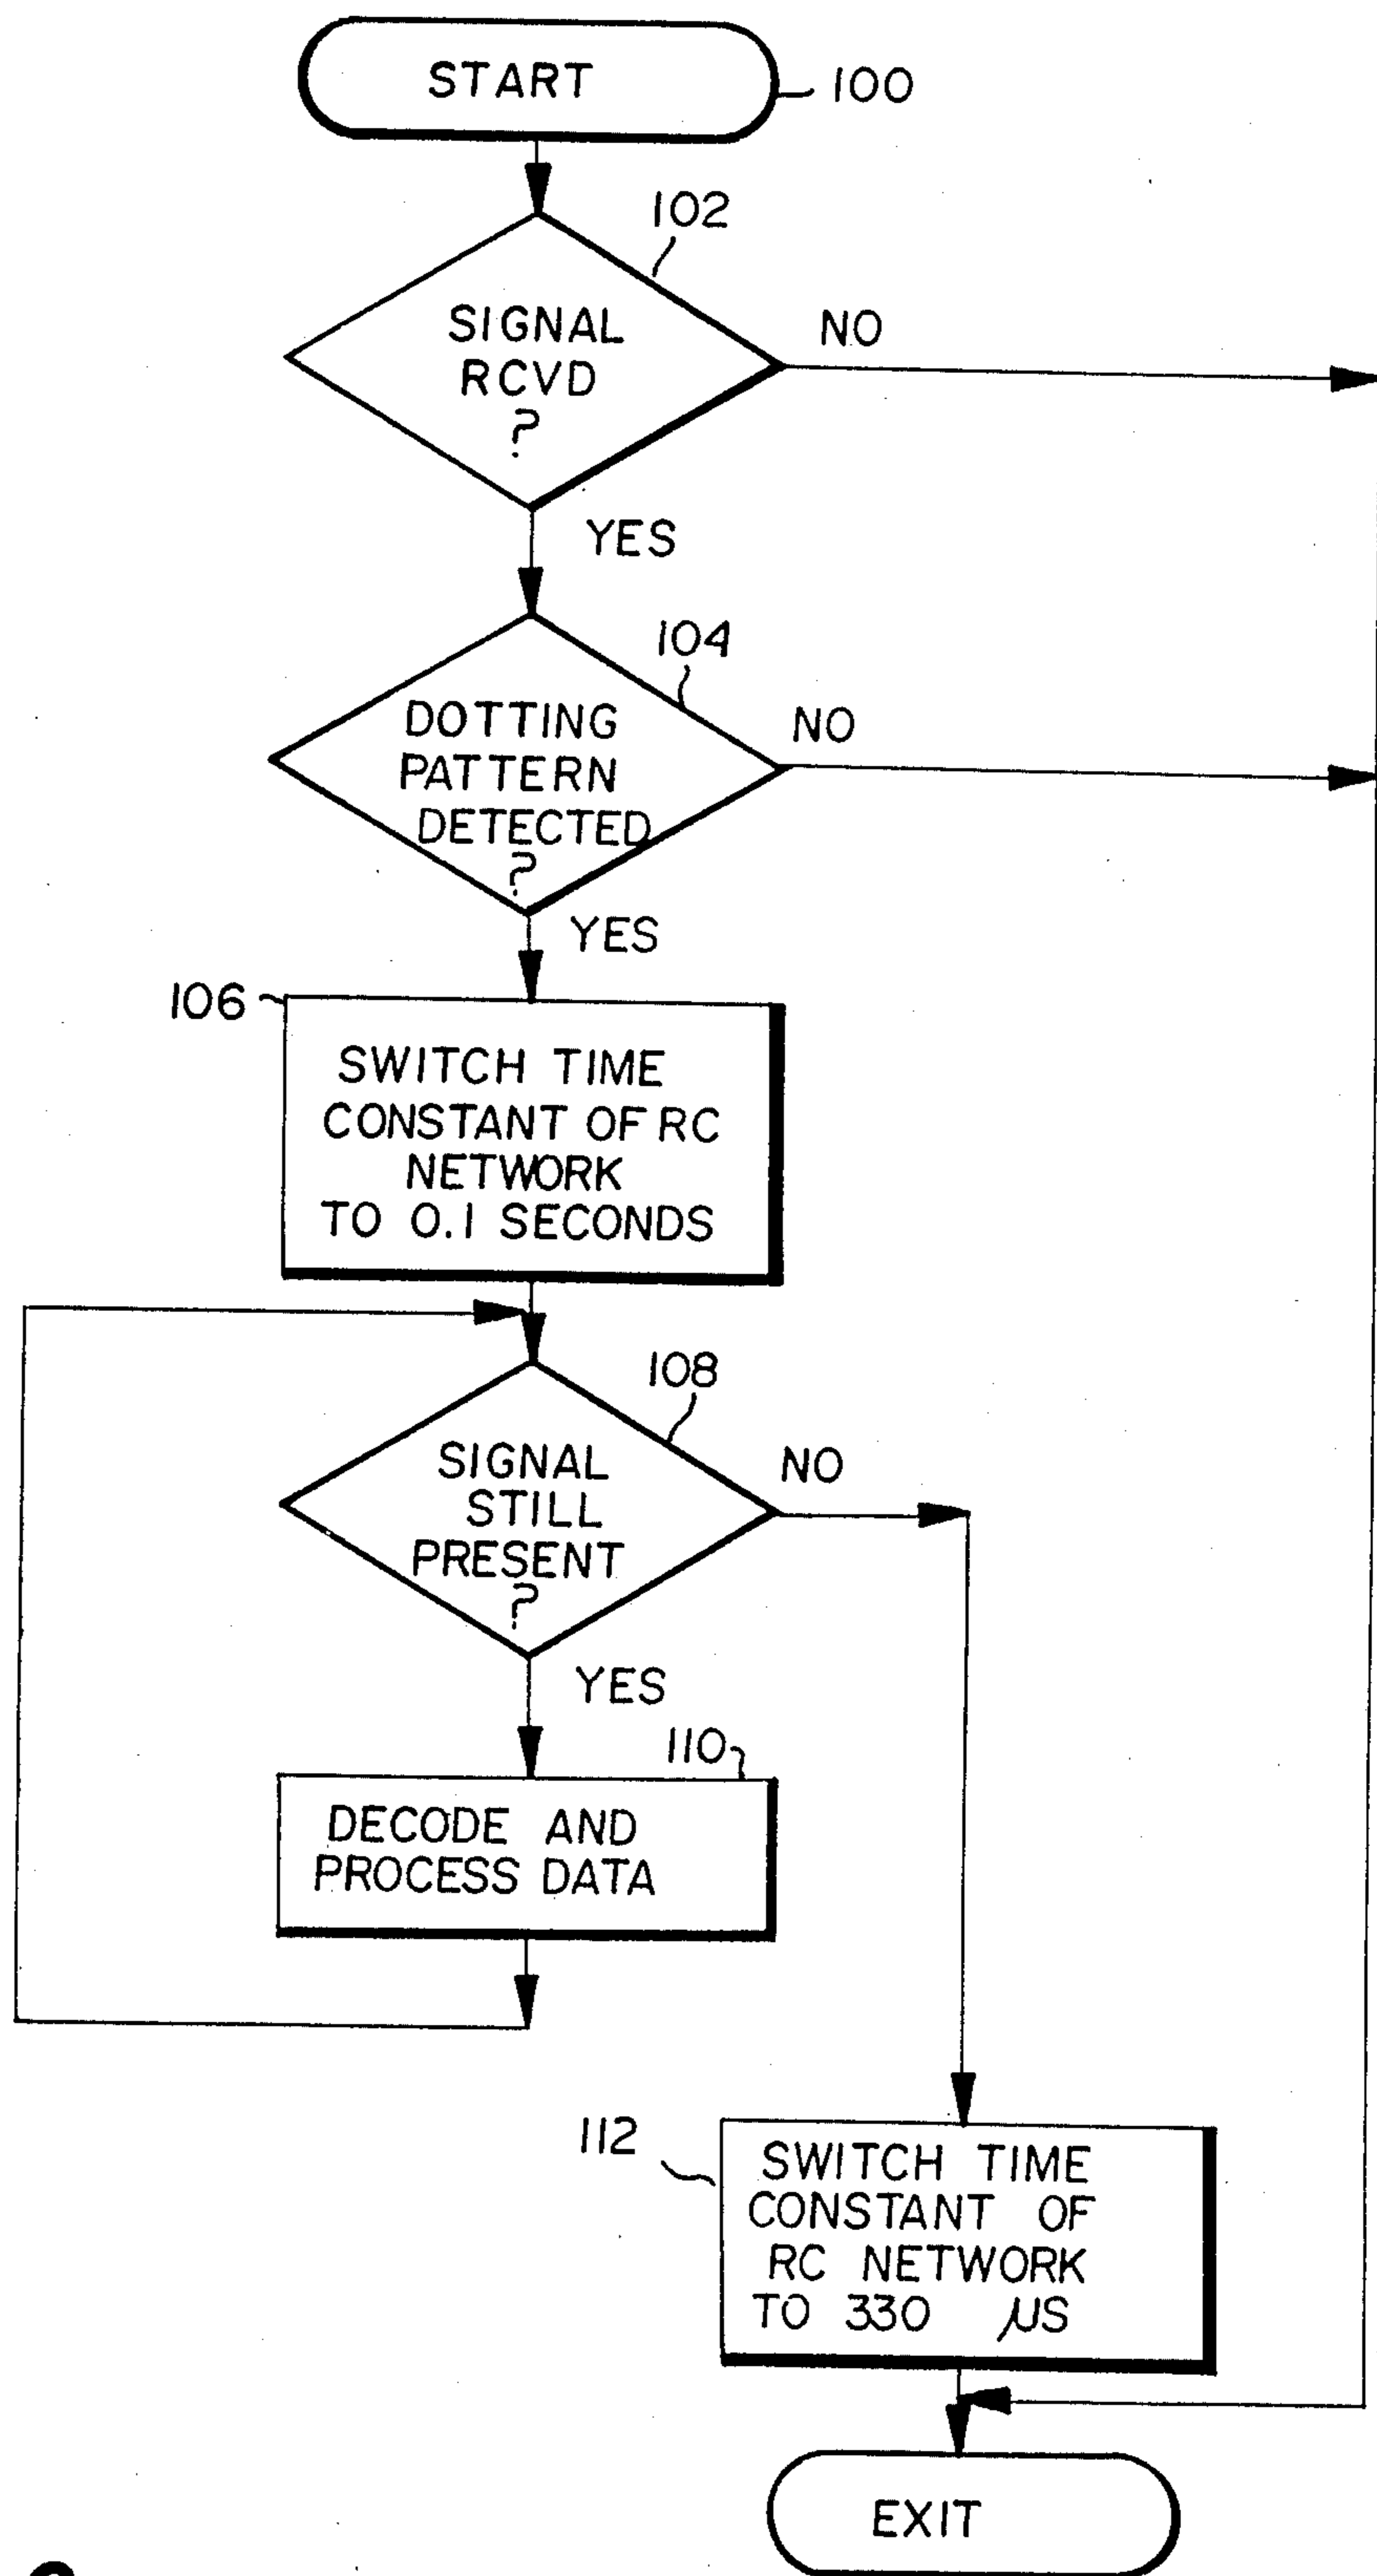 START
100
102
SIGNAL
RCVD
?
NO
YES
104
DOTTING
PATTERN
DETECTED
?
NO
YES
106
SWITCH TIME
CONSTANT OF RC
NETWORK
TO 0.1 SECONDS
108
SIGNAL
STILL
PRESENT
?
NO
YES
110
DECODE AND
PROCESS DATA
112
SWITCH TIME
CONSTANT OF
RC NETWORK
TO 330 µS
EXIT